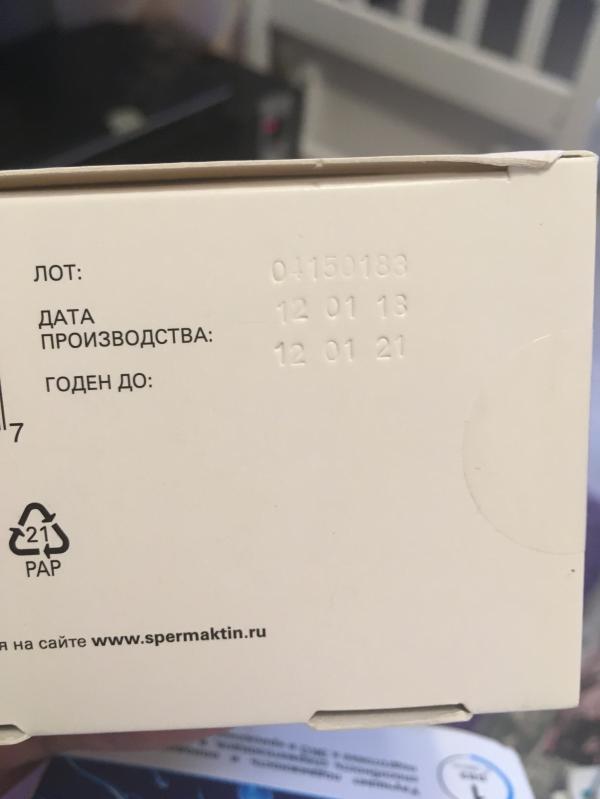 ЛОТ: 04150183
ДАТА
ПРОИЗВОДСТВА: 12 01 18
ГОДЕН ДО: 12 01 21
7
21
PAP
я на сайте www.spermaktin.ru